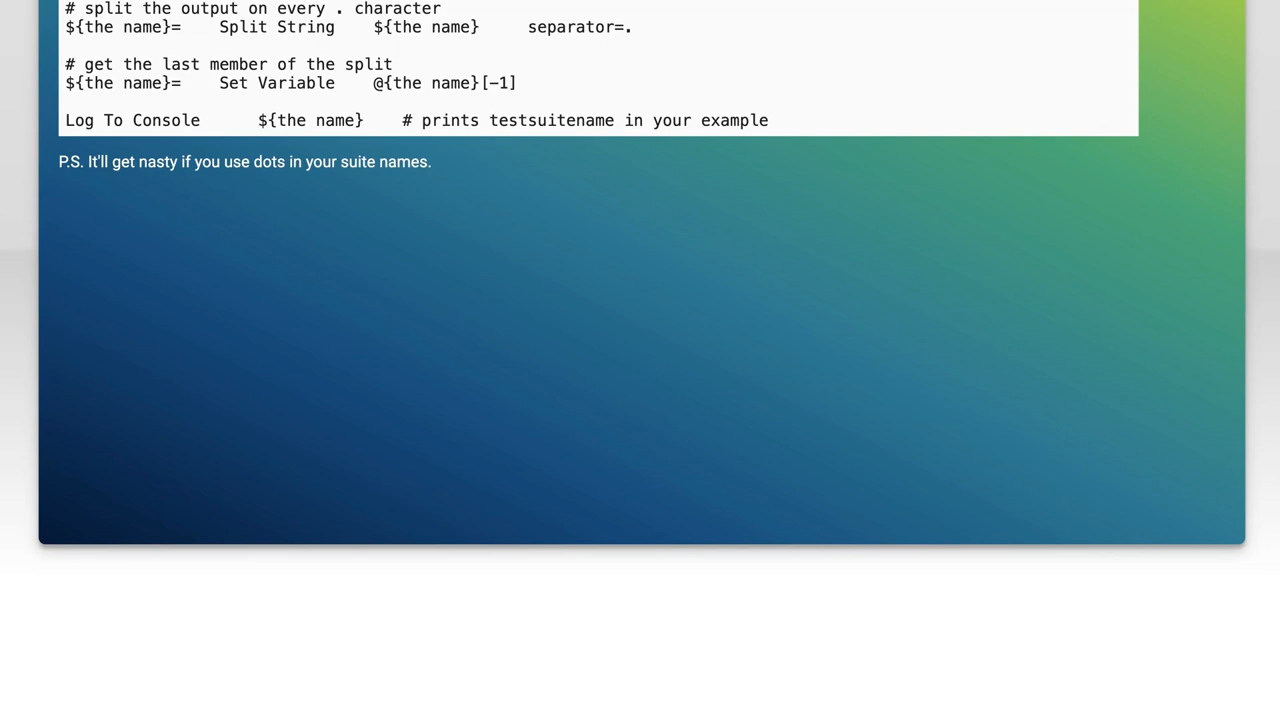 # split the output on every . character
${the name}=    Split String    ${the name}     separator=.
# get the last member of the split
${the name}=    Set Variable    @{the name}[-1]
Log To Console      ${the name}    # prints testsuitename in your example
P.S. It'll get nasty if you use dots in your suite names.